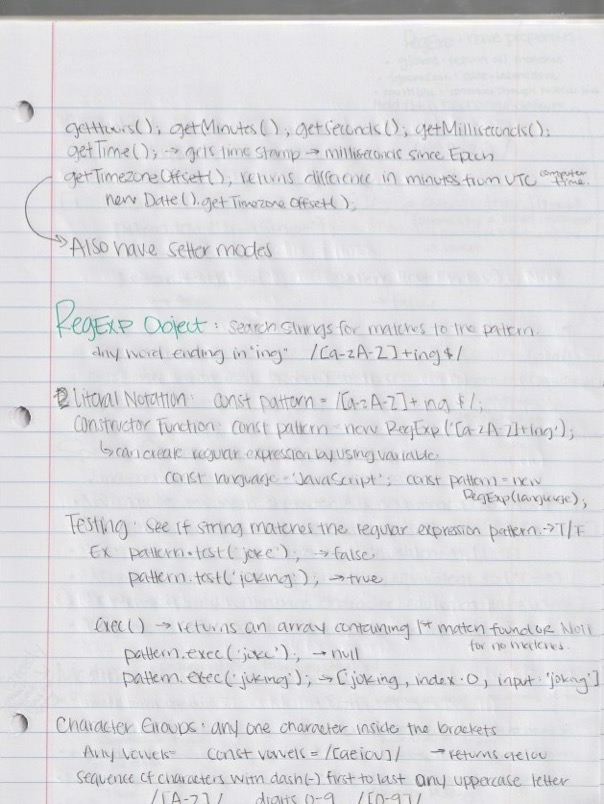 getHours(); getMinutes(); getSeconds(); getMilliseconds();
getTime(); → gets time stamp → milliseconds since Epoch
getTimezoneOffset(); returns difference in minutes from UTC computer time.
new Date().getTimezoneOffset();
Also have setter modes
RegExp Object: search strings for matches to the pattern.
any word ending in "ing" /[a-zA-Z]+ing$/
Literal Notation: const pattern = /[a-zA-Z]+ing$/;
Constructor Function: const pattern = new RegExp('[a-zA-Z]+ing');
↳ can create regular expression by using variable
const language = 'JavaScript'; const pattern = new
RegExp(language);
Testing: see if string matches the regular expression pattern. → T/F
Ex. pattern.test('joke'); → false
pattern.test('joking'); → true
exec() → returns an array containing 1st match found OR Null
for no matches.
pattern.exec('joke'); → null
pattern.exec('joking'); → [joking, index: 0, input: 'joking']
Character Groups: any one character inside the brackets
Any vowels= const vowels = /[aeiou]/ → returns aeiou
sequence of characters with dash(-) first to last any uppercase letter
/[A-Z]/ digits 0-9 /[0-9]/